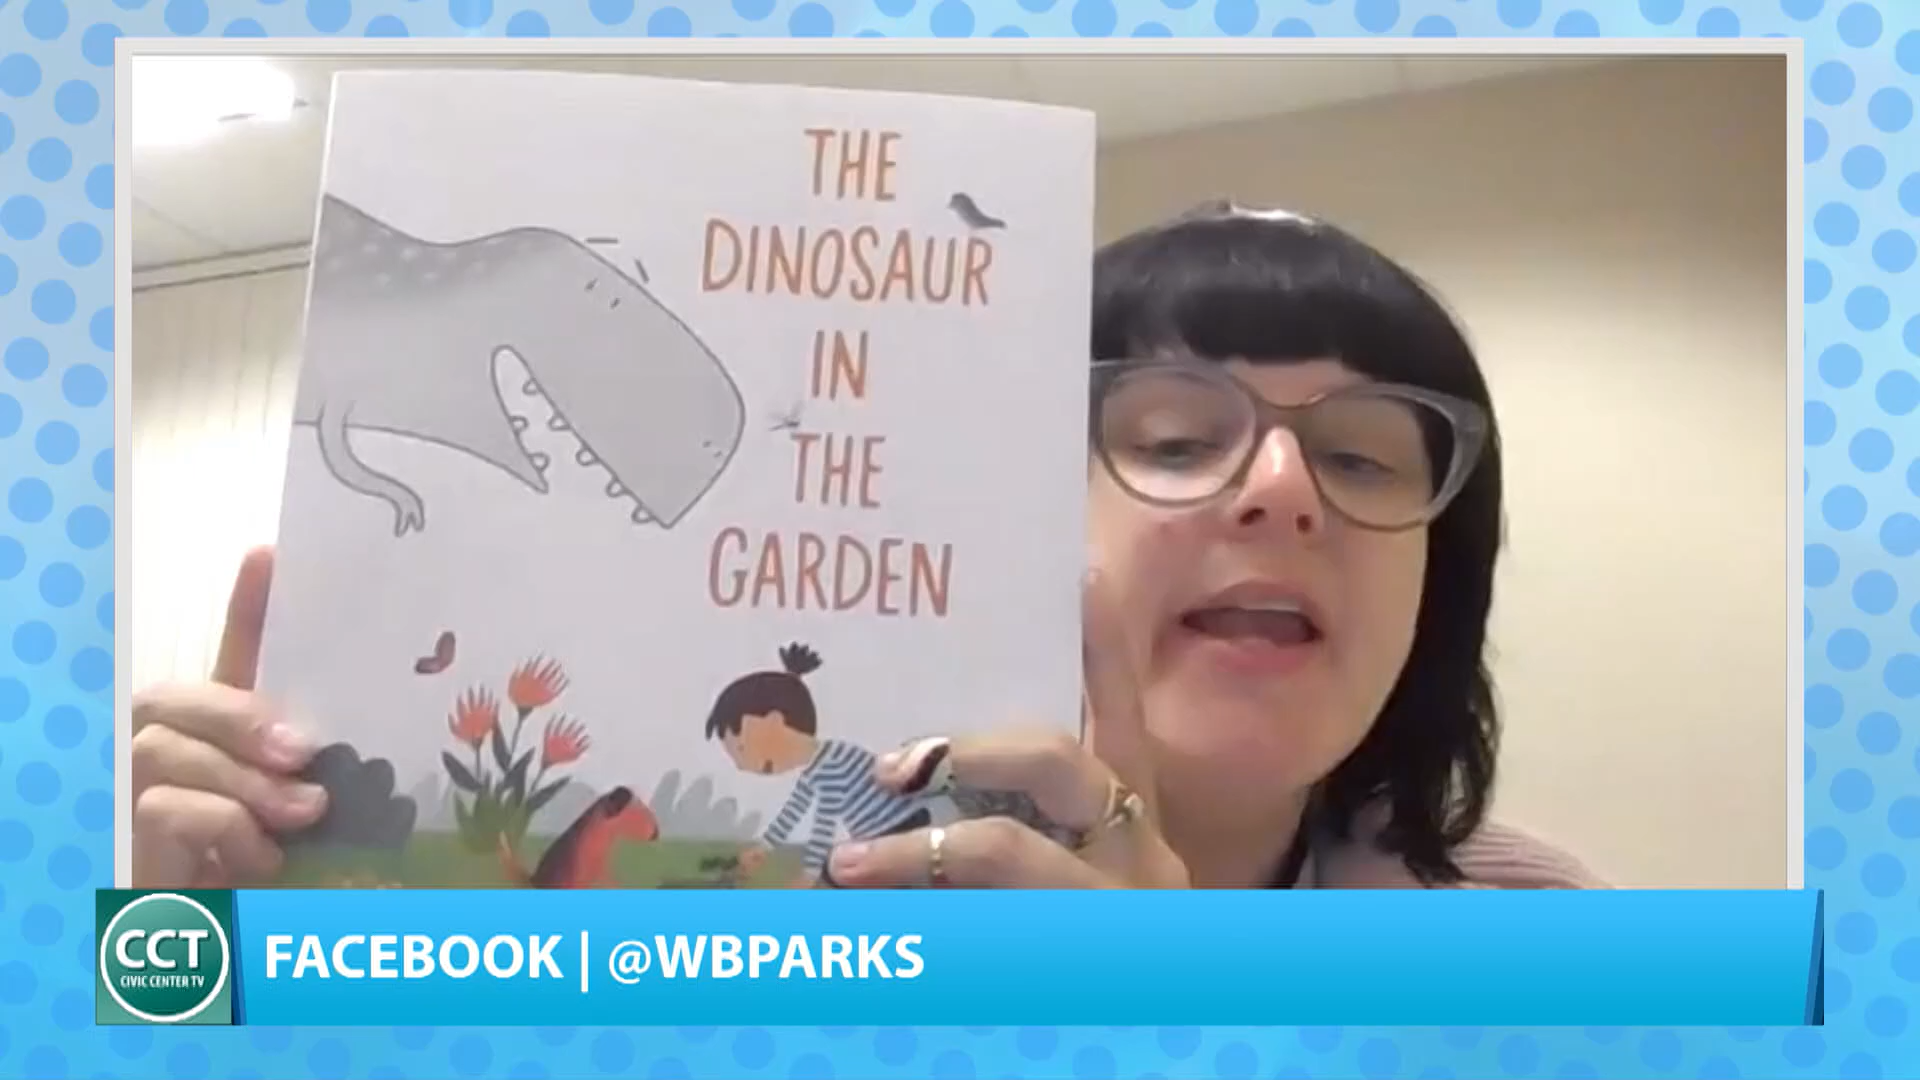 THE
DINOSAUR
IN
THE
GARDEN
CCT
CIVIC CENTER TV
FACEBOOK | @WBPARKS